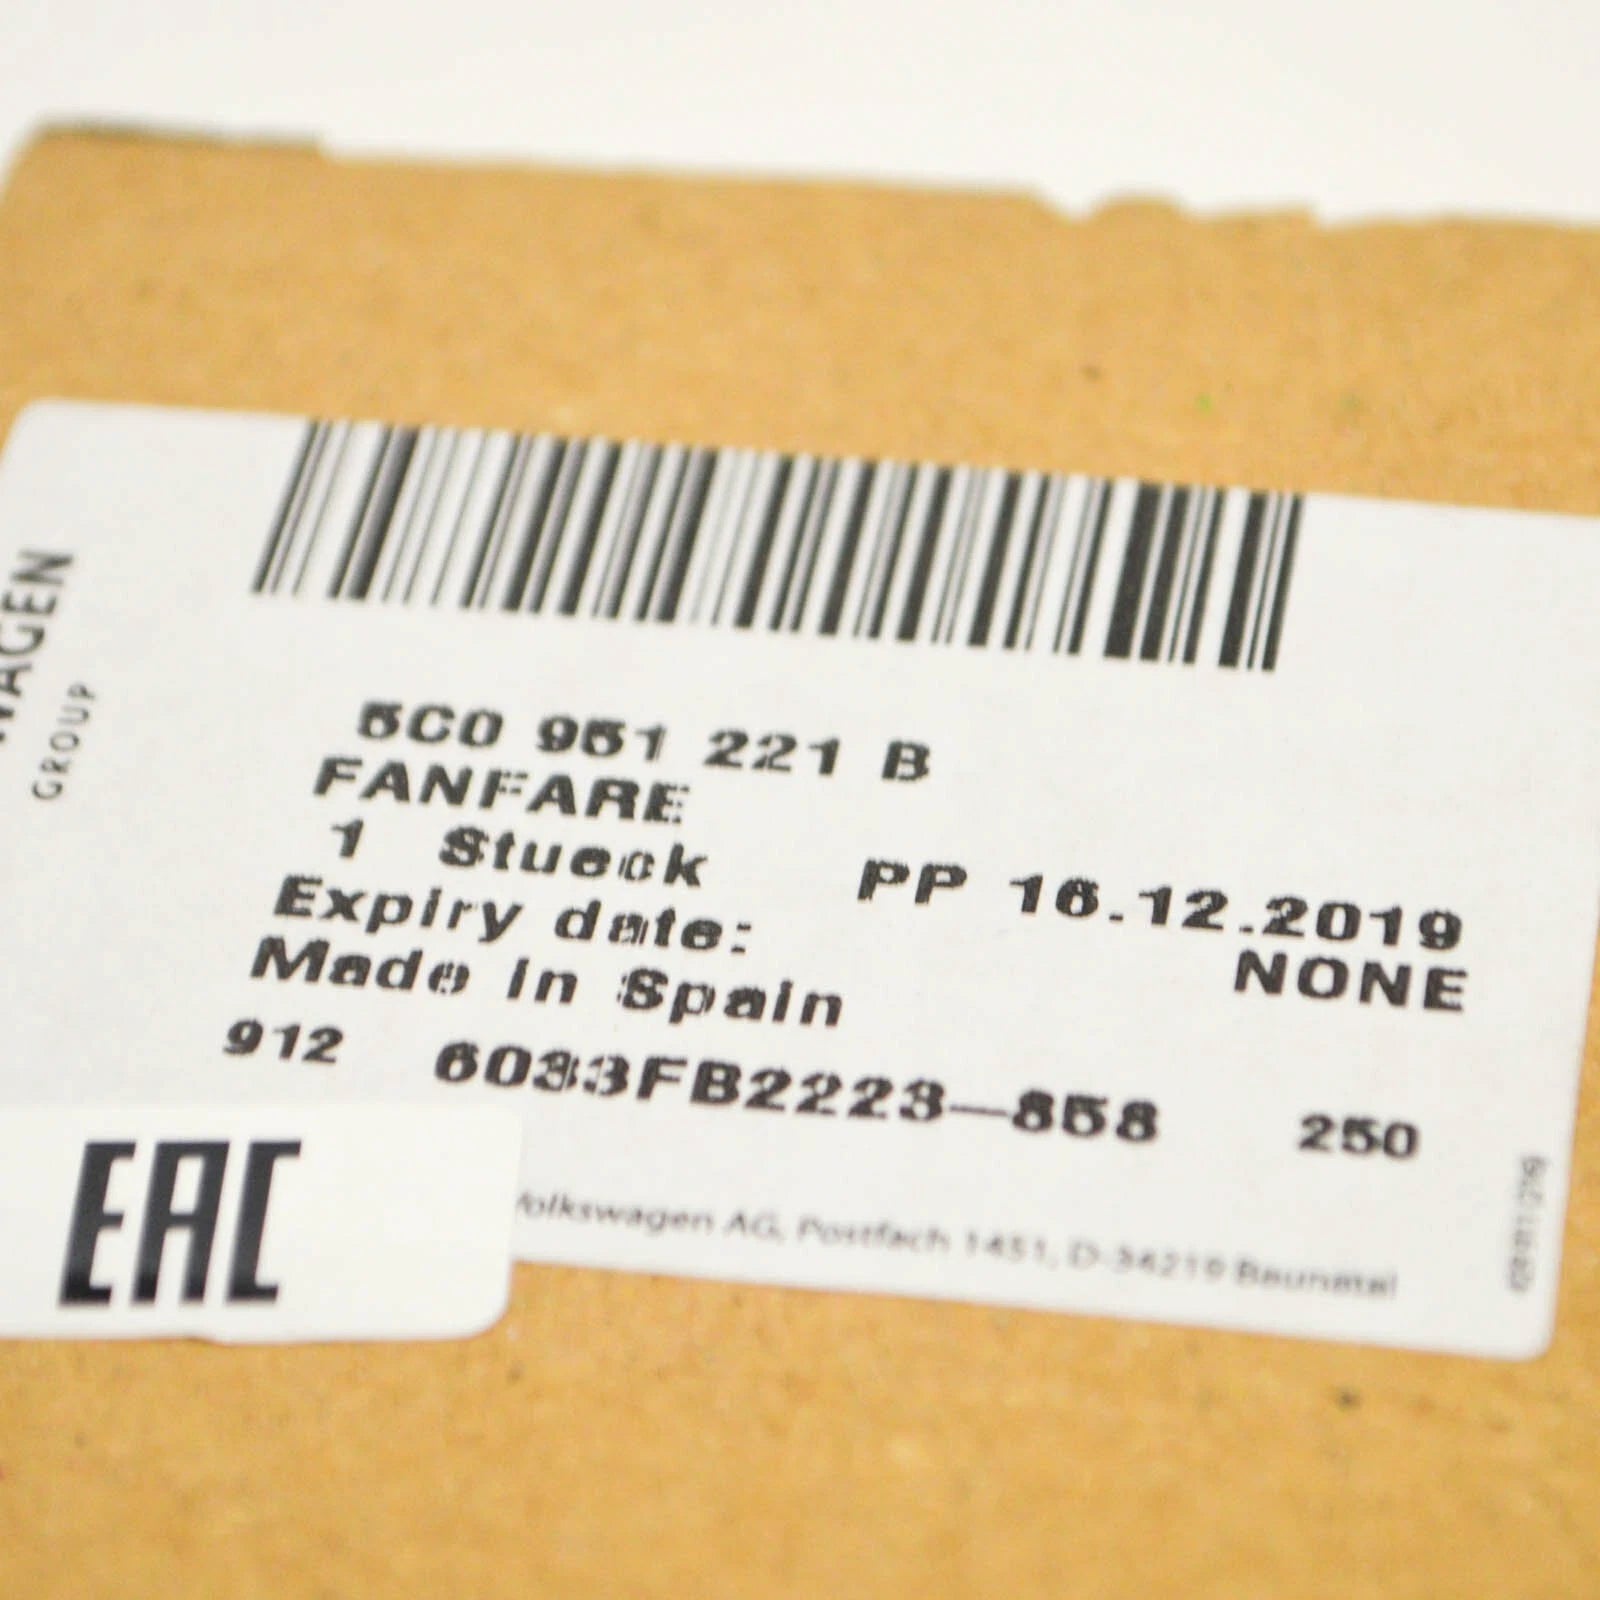 WAGEN
GROUP
5C0 951 221 B
FANFARE
1 Stueck PP 16.12.2019
Expiry date: NONE
Made in Spain
912 6033FB2223-858 250
EAC
Volkswagen AG, Postfach 1451, D-34219 Baunatal